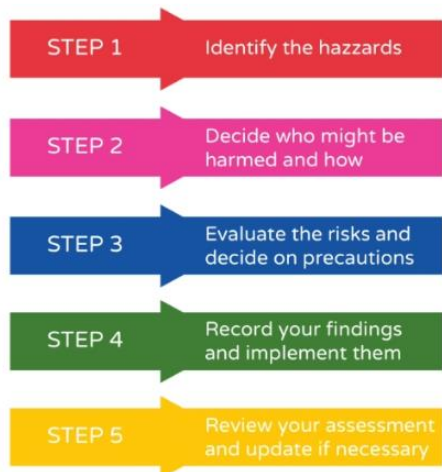 STEP 1
Identify the hazzards
STEP 2
Decide who might be
harmed and how
STEP 3
Evaluate the risks and
decide on precautions
STEP 4
Record your findings
and implement them
STEP 5
Review your assessment
and update if necessary